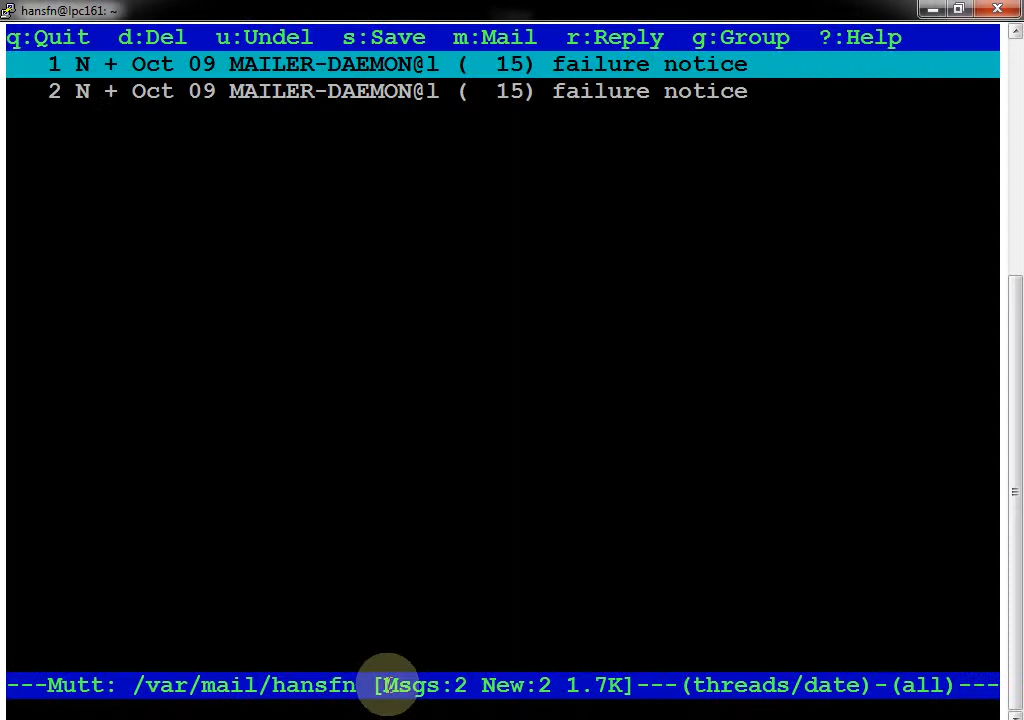 hansfn@lpc161: ~
q:Quit  d:Del  u:Undel  s:Save  m:Mail  r:Reply  g:Group  ?:Help
1 N + Oct 09 MAILER-DAEMON@l (  15) failure notice
2 N + Oct 09 MAILER-DAEMON@l (  15) failure notice
---Mutt: /var/mail/hansfn [Msgs:2 New:2 1.7K]---(threads/date)-(all)---